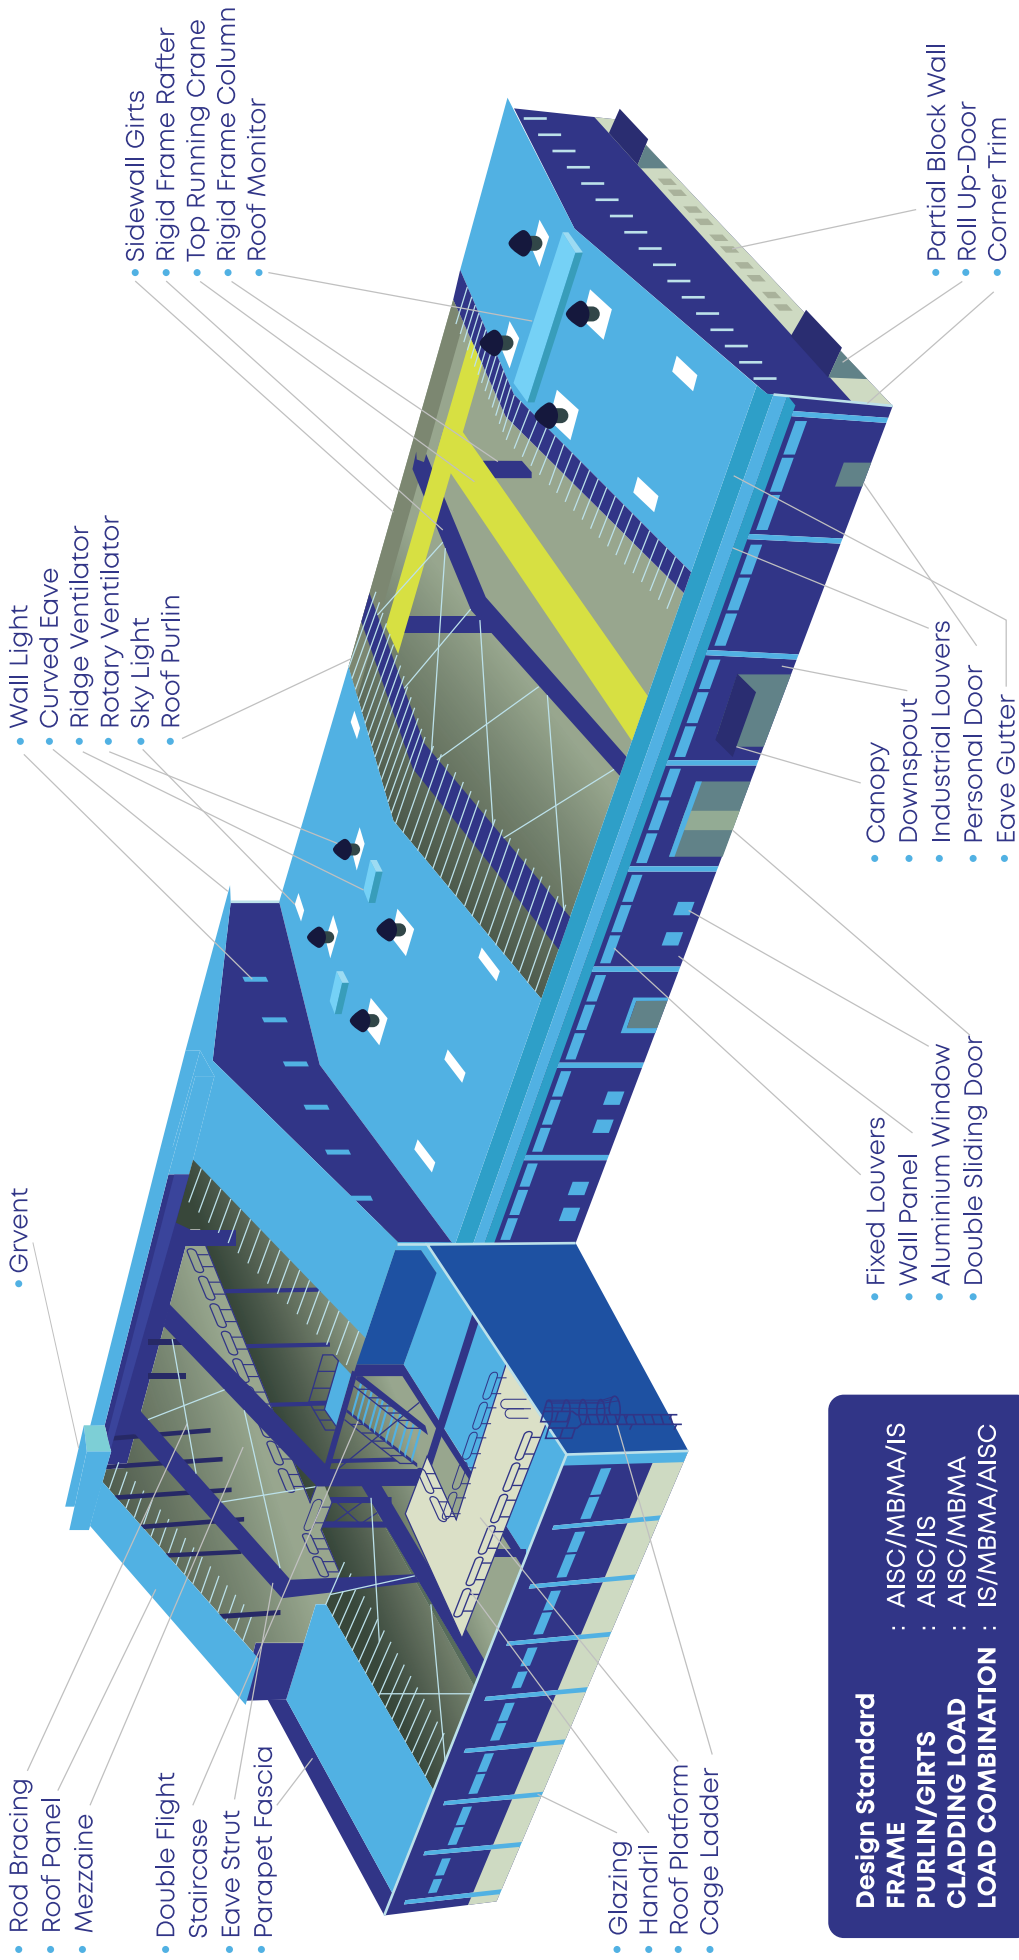 Rod Bracing
Roof Panel
Mezzaine
Double Flight
Staircase
Eave Strut
Parapet Fascia
Grvent
Wall Light
Curved Eave
Ridge Ventilator
Rotary Ventilator
Sky Light
Roof Purlin
Sidewall Girts
Rigid Frame Rafter
Top Running Crane
Rigid Frame Column
Roof Monitor
Glazing
Handril
Roof Platform
Cage Ladder
Fixed Louvers
Wall Panel
Aluminium Window
Double Sliding Door
Canopy
Downspout
Industrial Louvers
Personal Door
Eave Gutter
Partial Block Wall
Roll Up-Door
Corner Trim
Design Standard
FRAME : AISC/MBMA/IS
PURLIN/GIRTS : AISC/IS
CLADDING LOAD : AISC/MBMA
LOAD COMBINATION : IS/MBMA/AISC